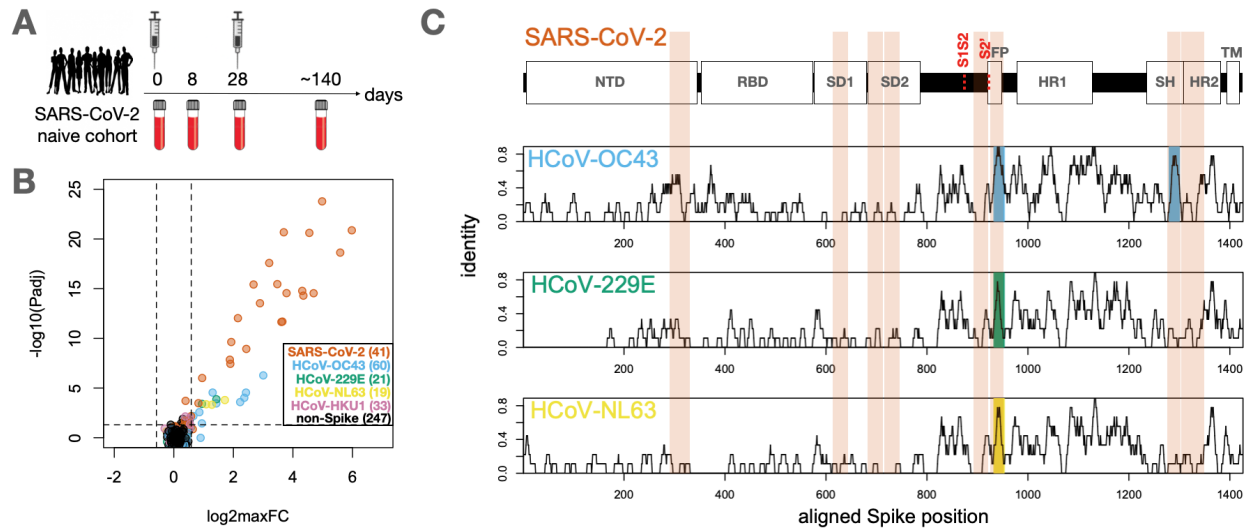 A
0 8 28 ~140
days
SARS-CoV-2
naive cohort
B
25
20
15
10
5
0
-log10(Padj)
SARS-CoV-2 (41)
HCoV-OC43 (60)
HCoV-229E (21)
HCoV-NL63 (19)
HCoV-HKU1 (33)
non-Spike (247)
-2 0 2 4 6
log2maxFC
C
SARS-CoV-2
S1S2
S2'
FP
TM
NTD RBD SD1 SD2 HR1 SH HR2
identity
HCoV-OC43
0.8
0.4
0.0
200 400 600 800 1000 1200 1400
HCoV-229E
0.8
0.4
0.0
200 400 600 800 1000 1200 1400
HCoV-NL63
0.8
0.4
0.0
200 400 600 800 1000 1200 1400
aligned Spike position